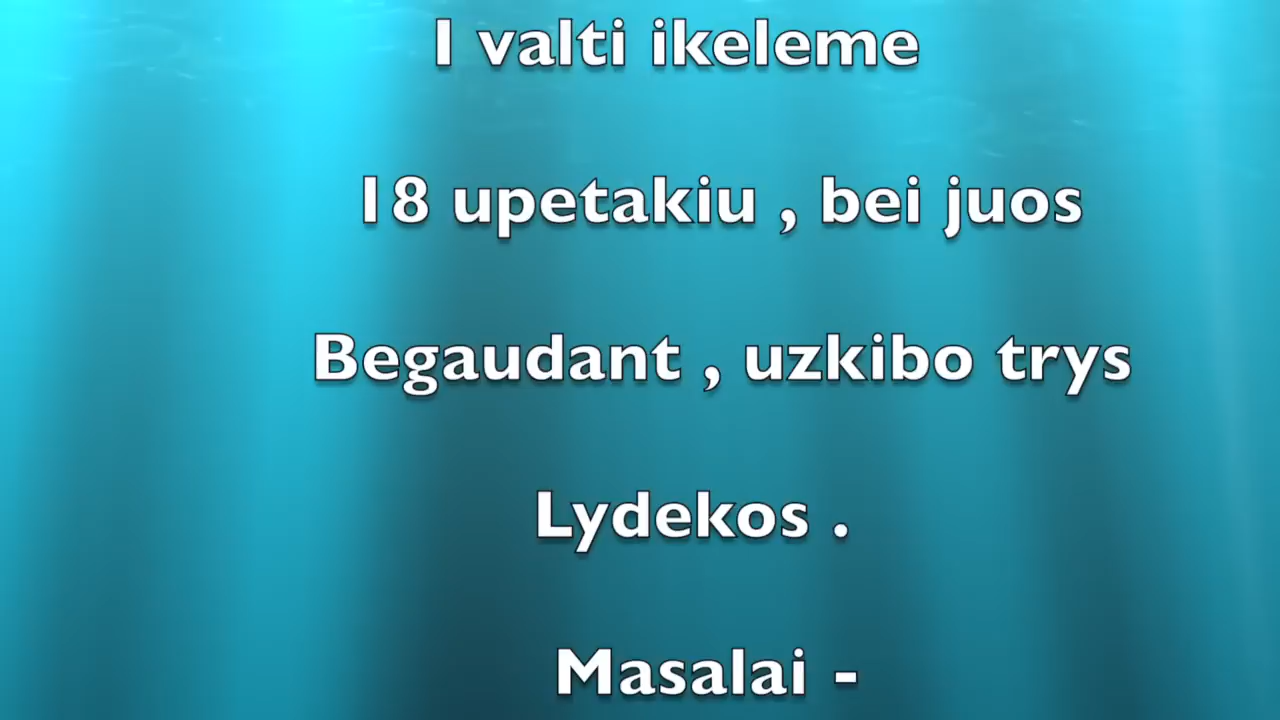 I valti ikeleme
18 upetakiu , bei juos
Begaudant , uzkibo trys
Lydekos .
Masalai -